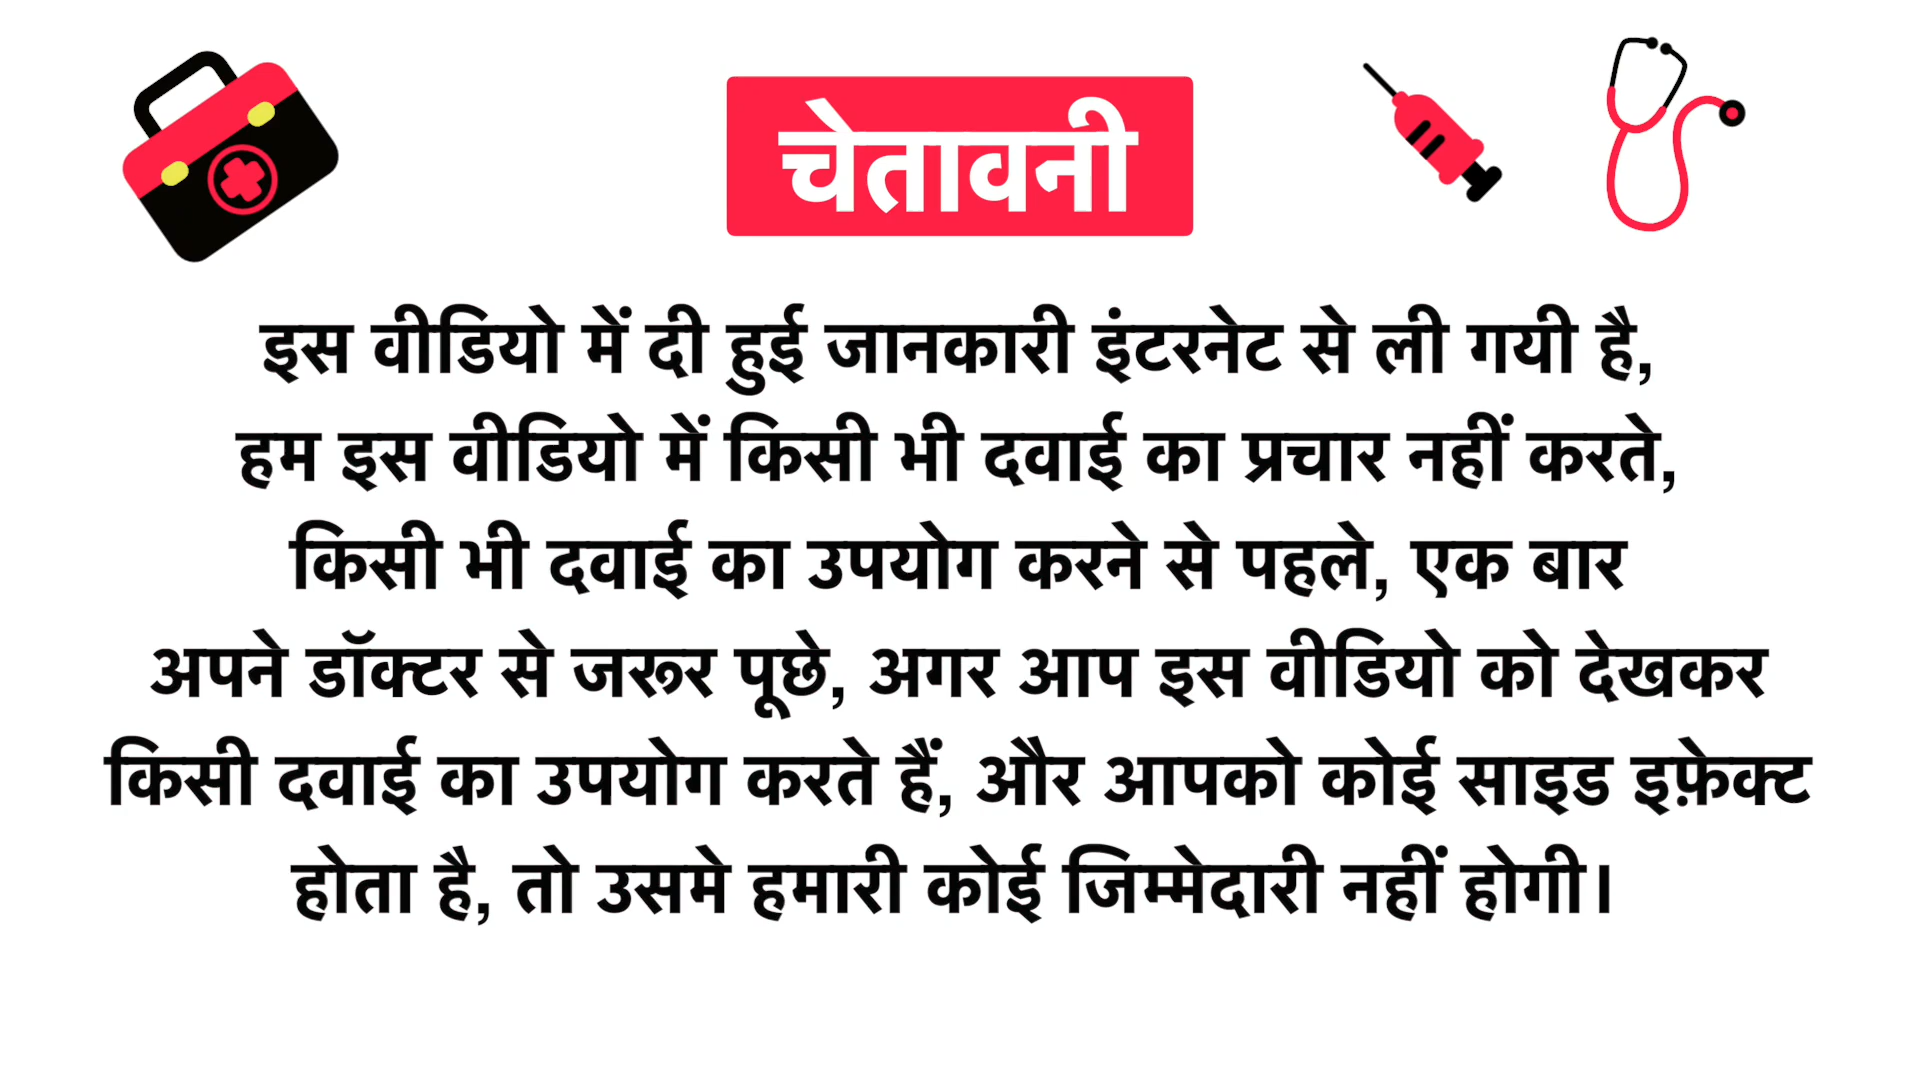 चेतावनी
इस वीडियो में दी हुई जानकारी इंटरनेट से ली गयी है,
हम इस वीडियो में किसी भी दवाई का प्रचार नहीं करते,
किसी भी दवाई का उपयोग करने से पहले, एक बार
अपने डॉक्टर से जरूर पूछे, अगर आप इस वीडियो को देखकर
किसी दवाई का उपयोग करते हैं, और आपको कोई साइड इफ़ेक्ट
होता है, तो उसमे हमारी कोई जिम्मेदारी नहीं होगी।